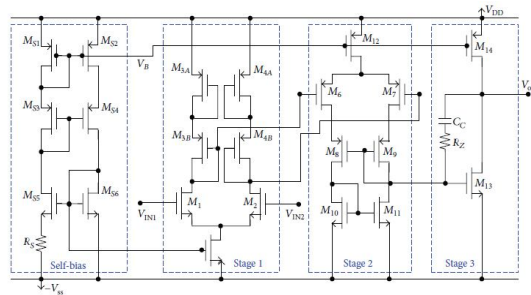 V_DD
M_S1
M_S2
V_B
M_3A
M_4A
M_12
M_14
M_6
M_7
V_o
M_S3
M_S4
M_3B
M_4B
M_8
M_9
C_C
R_Z
M_S5
M_S6
M_1
M_2
V_IN1
V_IN2
M_10
M_11
M_13
R_S
Self-bias
Stage 1
Stage 2
Stage 3
−V_ss